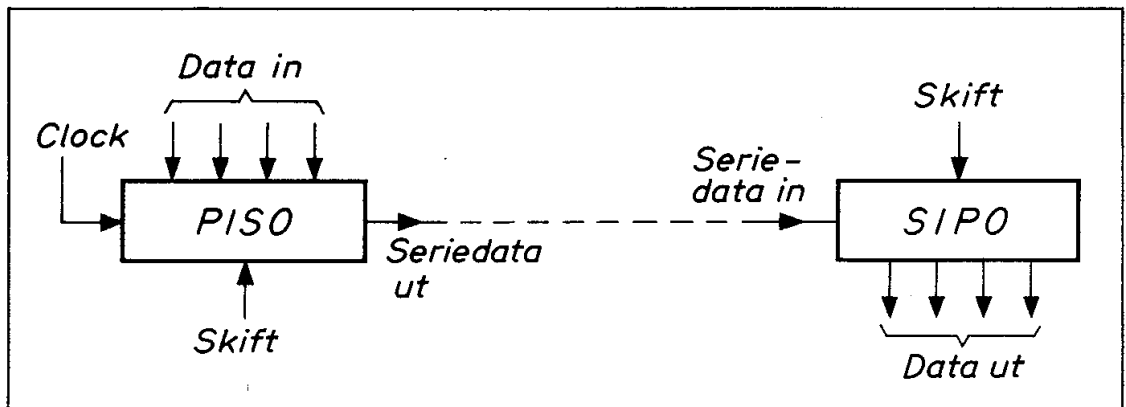 Data in
Clock
PISO
Seriedata
ut
Skift
Skift
Serie-
data in
SIPO
Data ut